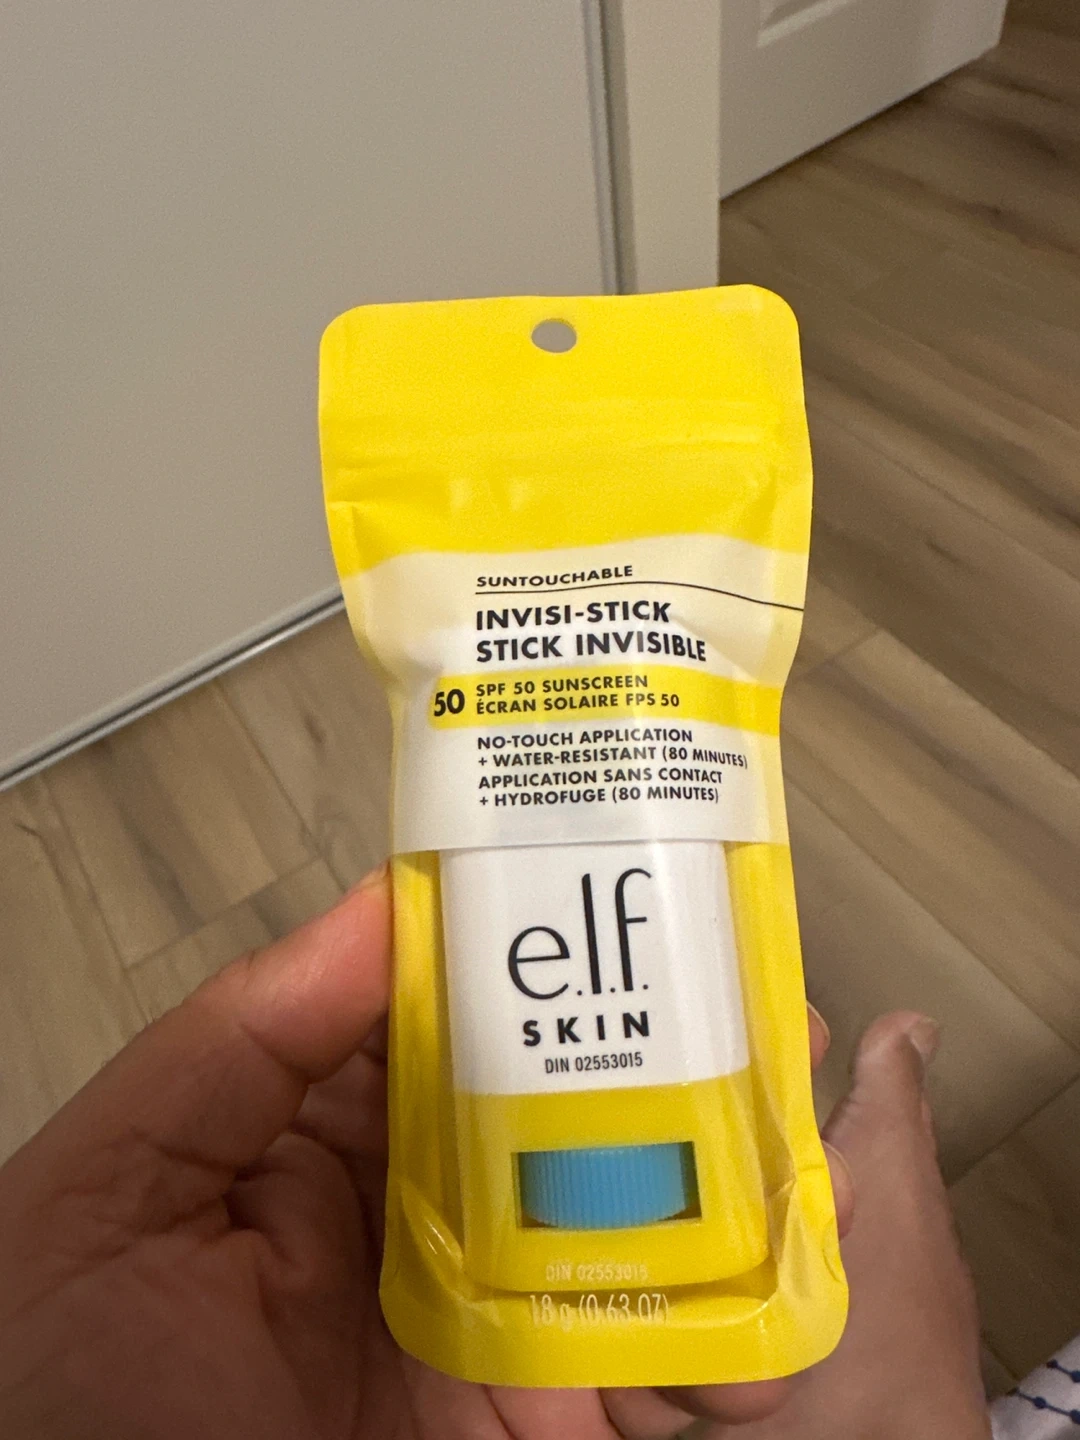 SUNTOUCHABLE
INVISI-STICK
STICK INVISIBLE
50
SPF 50 SUNSCREEN
ÉCRAN SOLAIRE FPS 50
NO-TOUCH APPLICATION
+ WATER-RESISTANT (80 MINUTES)
APPLICATION SANS CONTACT
+ HYDROFUGE (80 MINUTES)
e.l.f.
SKIN
DIN 02553015
DIN 02553015
18 g (0.63 OZ)